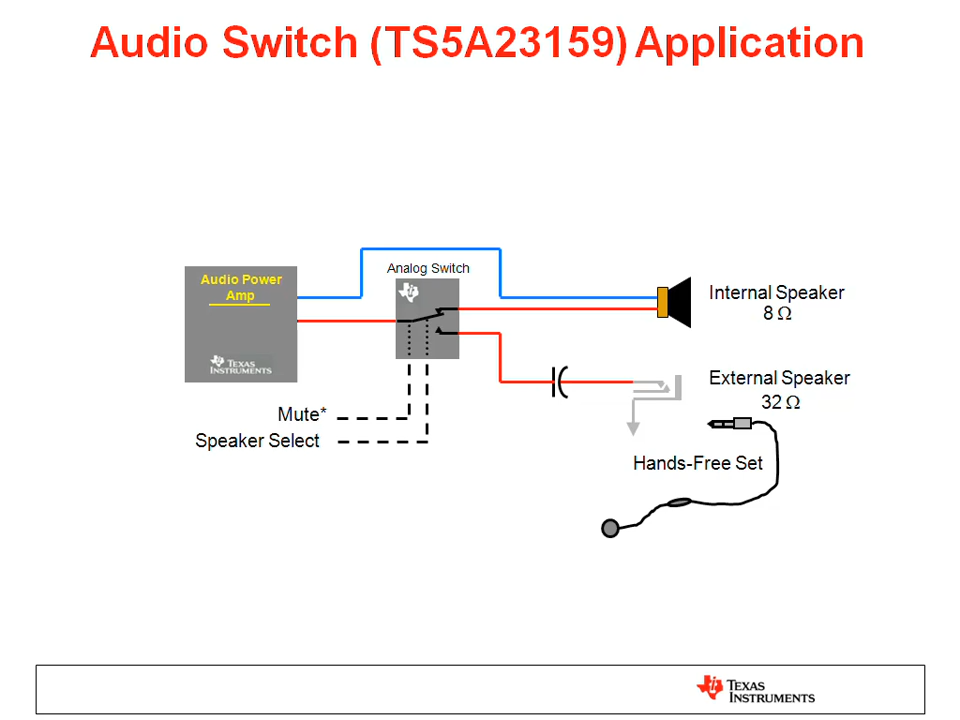 Audio Switch (TS5A23159) Application
Analog Switch
Audio Power
Amp
TEXAS
INSTRUMENTS
Internal Speaker
8 Ω
External Speaker
32 Ω
Mute*
Speaker Select
Hands-Free Set
TEXAS
INSTRUMENTS